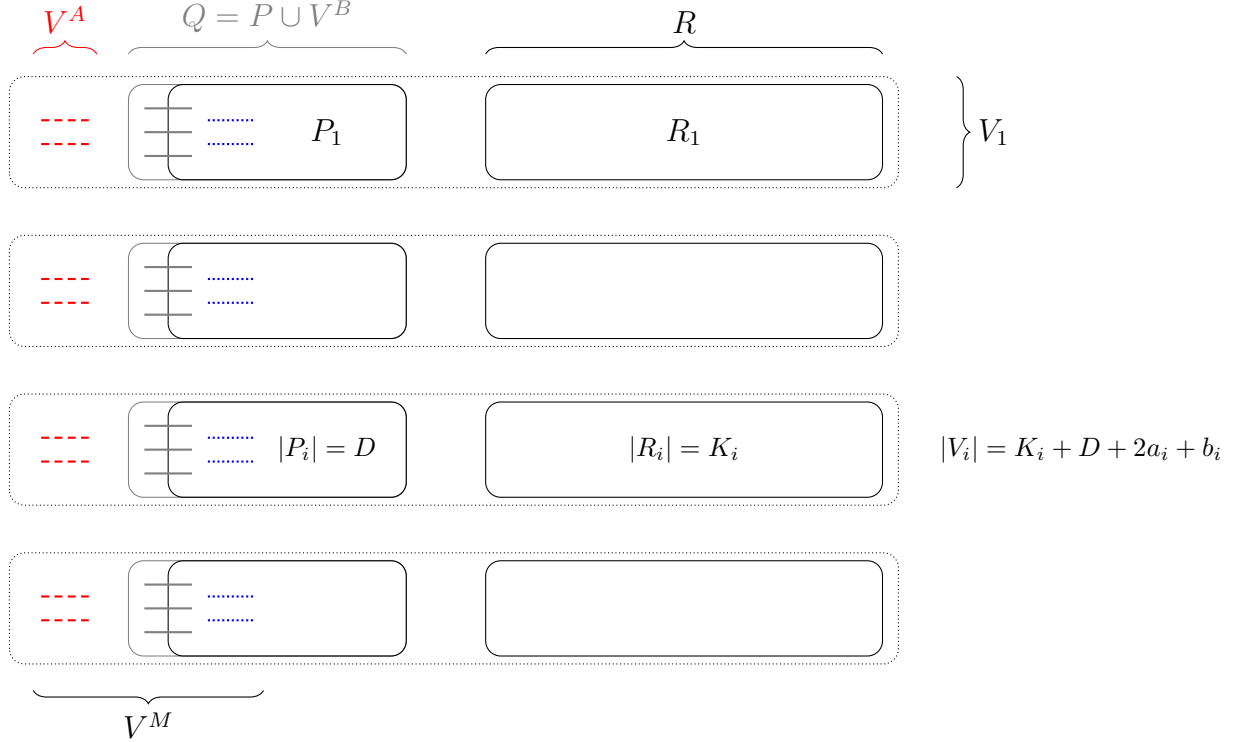 V^A
Q = P ∪ V^B
R
P_1
R_1
V_1
|P_i| = D
|R_i| = K_i
|V_i| = K_i + D + 2a_i + b_i
V^M